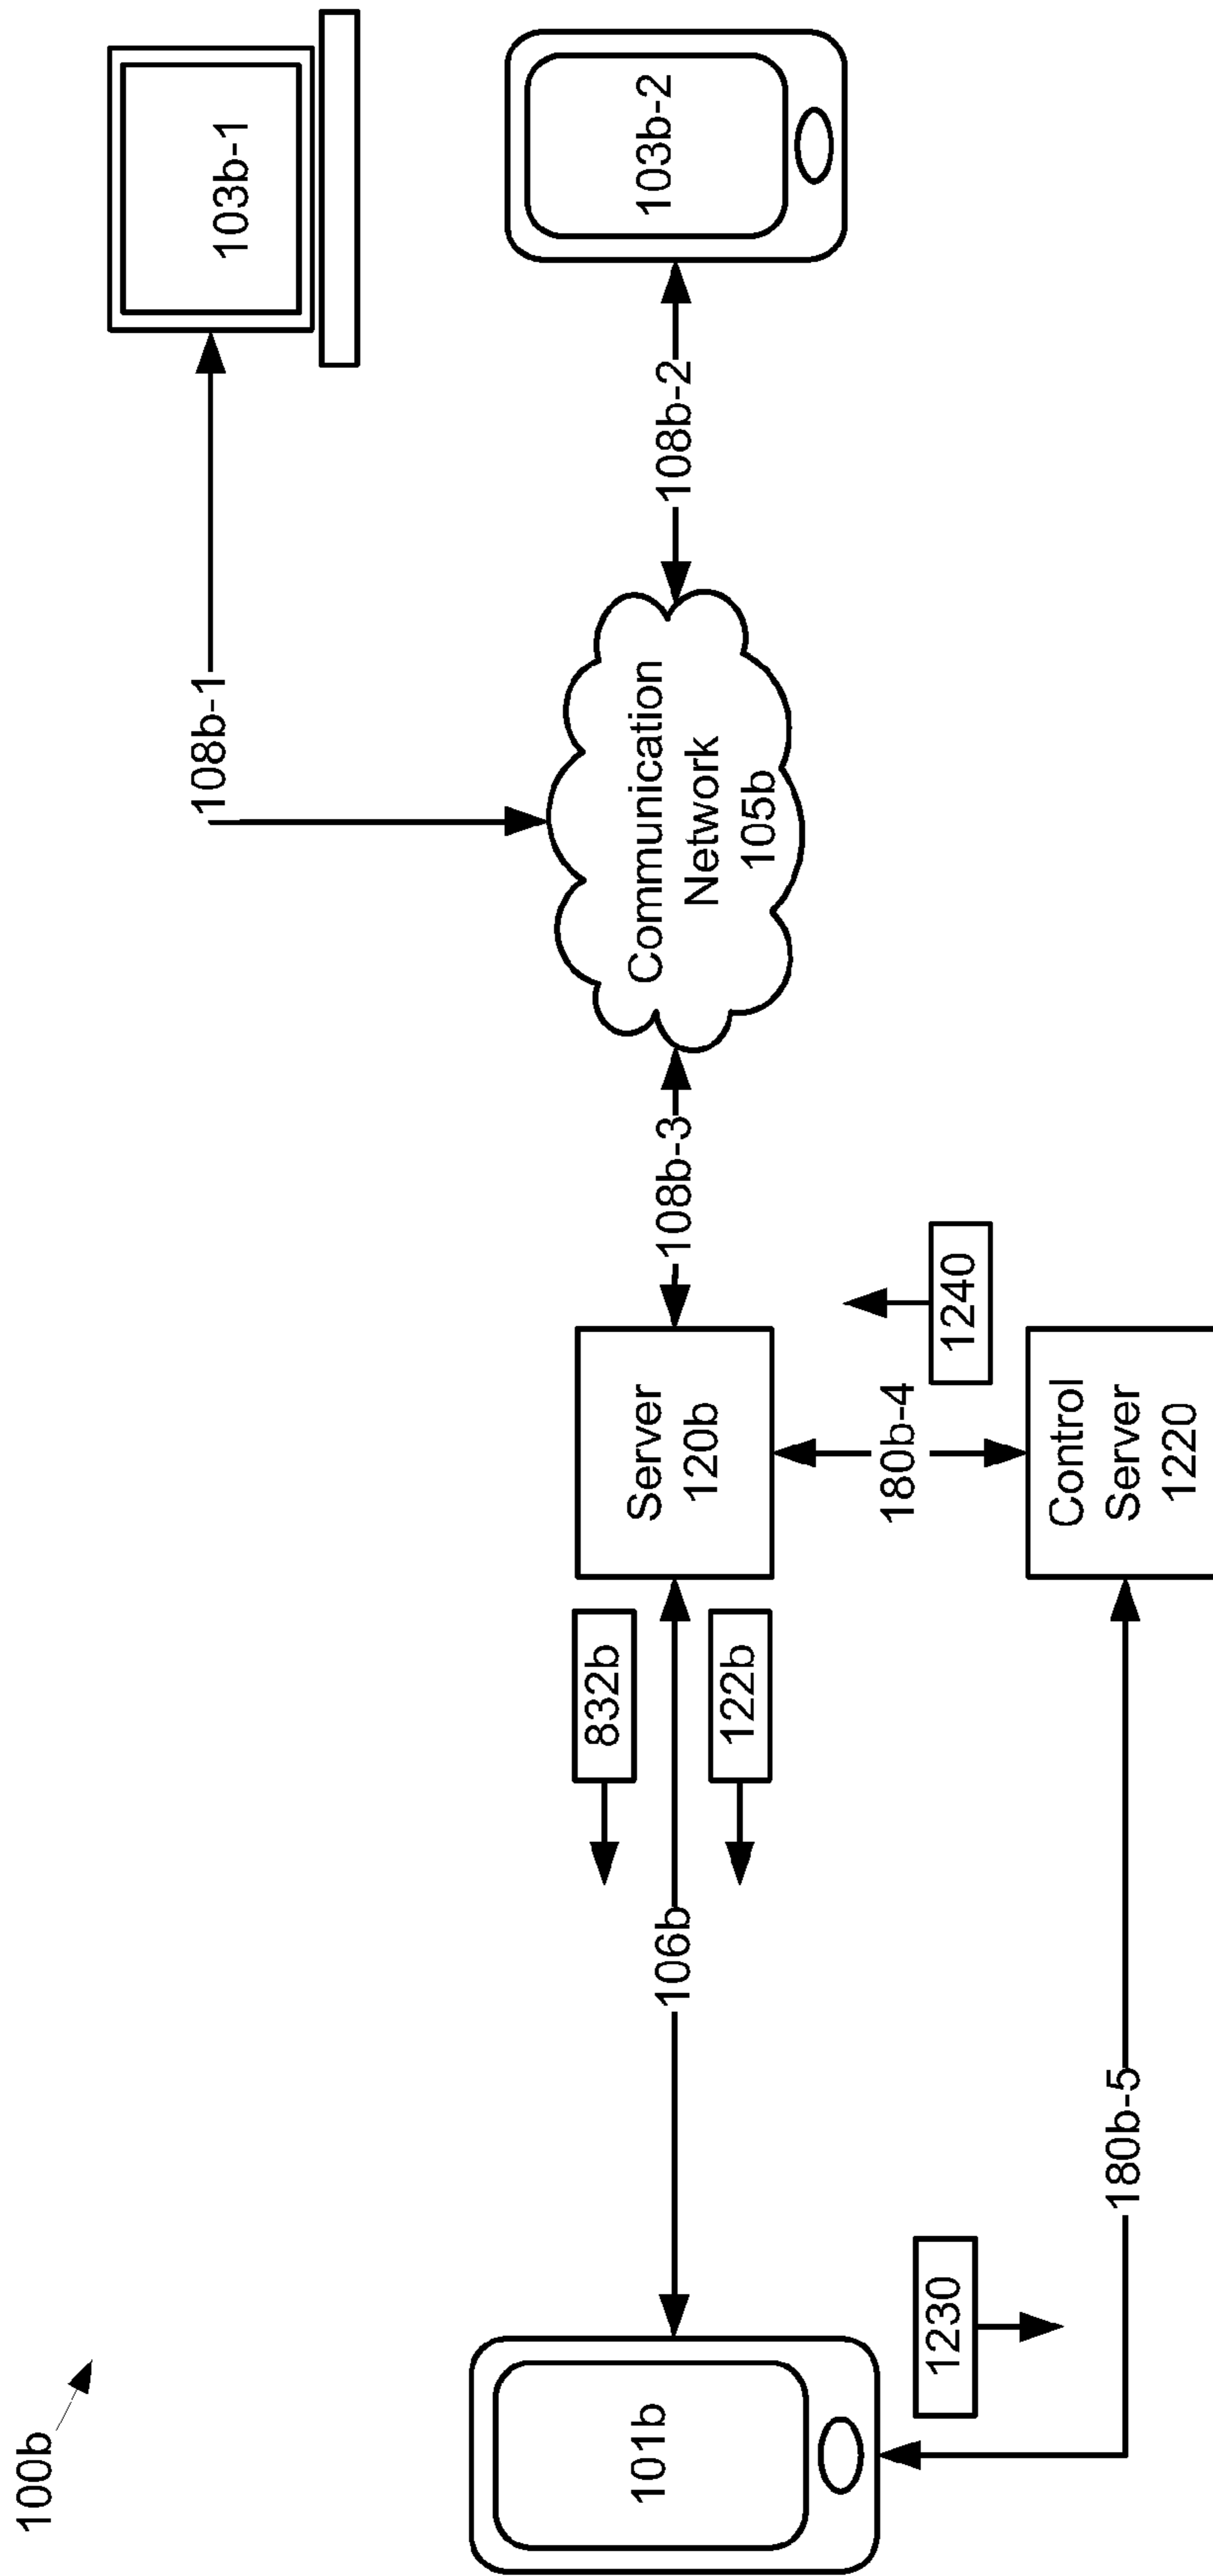 100b
103b-1
108b-1
103b-2
108b-2
Communication
Network
105b
108b-3
Server
120b
832b
122b
106b
101b
1240
180b-4
Control
Server
1220
1230
180b-5